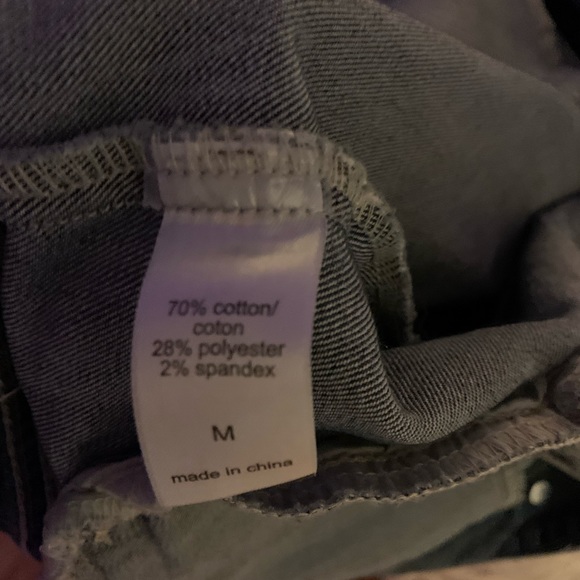 70% cotton/
coton
28% polyester
2% spandex
M
made in china